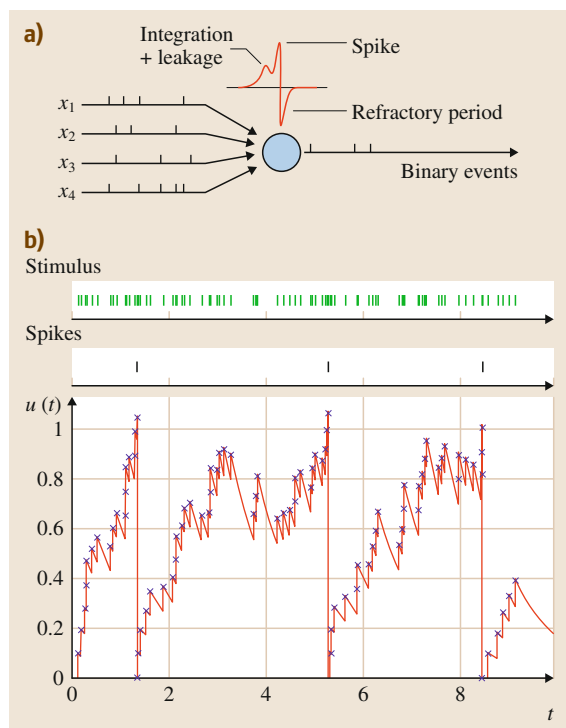 a)
Integration
+ leakage
Spike
Refractory period
x1
x2
x3
x4
Binary events
b)
Stimulus
Spikes
u (t)
1
0.8
0.6
0.4
0.2
0
0 2 4 6 8
t